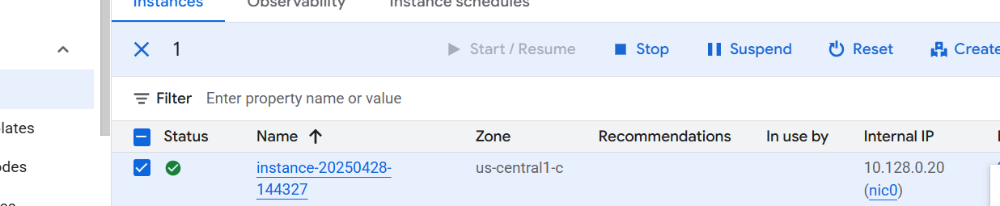 Instances Observability Instance schedules
1 Start / Resume Stop Suspend Reset Create
Filter Enter property name or value
Status Name Zone Recommendations In use by Internal IP
lates
instance-20250428- us-central1-c 10.128.0.20
odes
144327 (nic0)